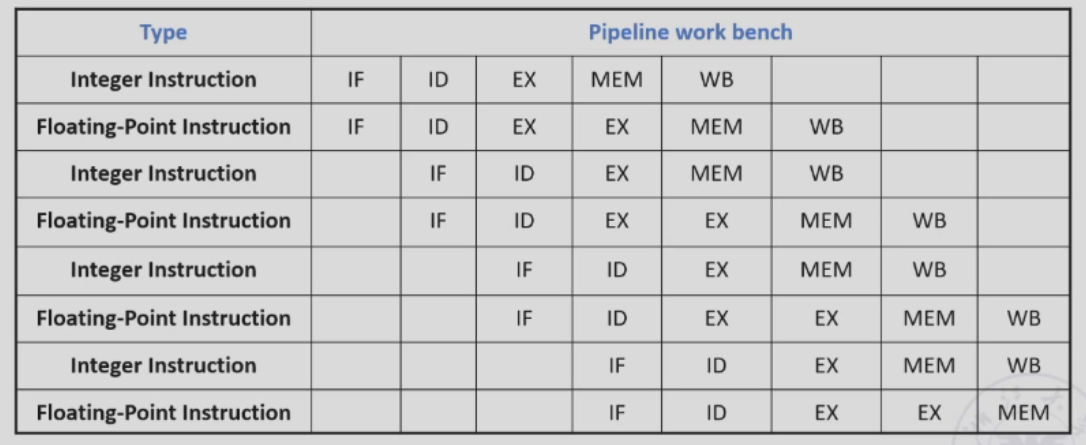 Type Pipeline work bench
Integer Instruction IF ID EX MEM WB
Floating-Point Instruction IF ID EX EX MEM WB
Integer Instruction IF ID EX MEM WB
Floating-Point Instruction IF ID EX EX MEM WB
Integer Instruction IF ID EX MEM WB
Floating-Point Instruction IF ID EX EX MEM WB
Integer Instruction IF ID EX MEM WB
Floating-Point Instruction IF ID EX EX MEM